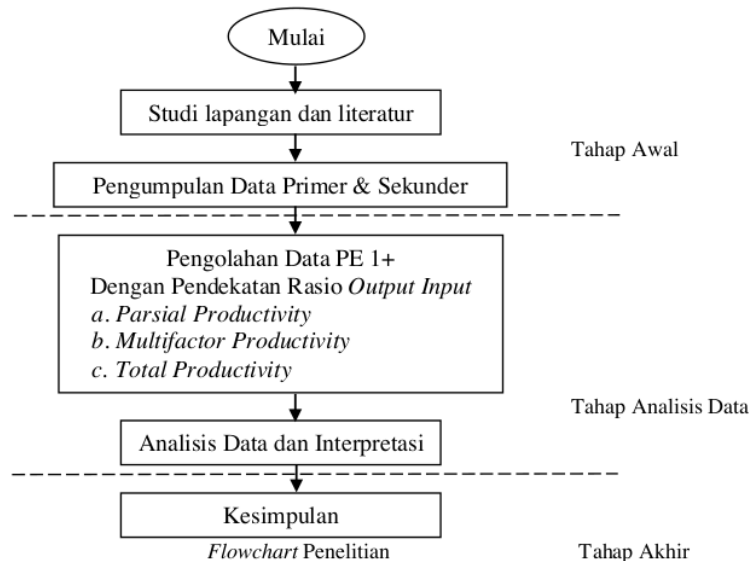 Mulai
Studi lapangan dan literatur
Tahap Awal
Pengumpulan Data Primer & Sekunder
Pengolahan Data PE 1+
Dengan Pendekatan Rasio Output Input
a. Parsial Productivity
b. Multifactor Productivity
c. Total Productivity
Tahap Analisis Data
Analisis Data dan Interpretasi
Kesimpulan
Flowchart Penelitian
Tahap Akhir